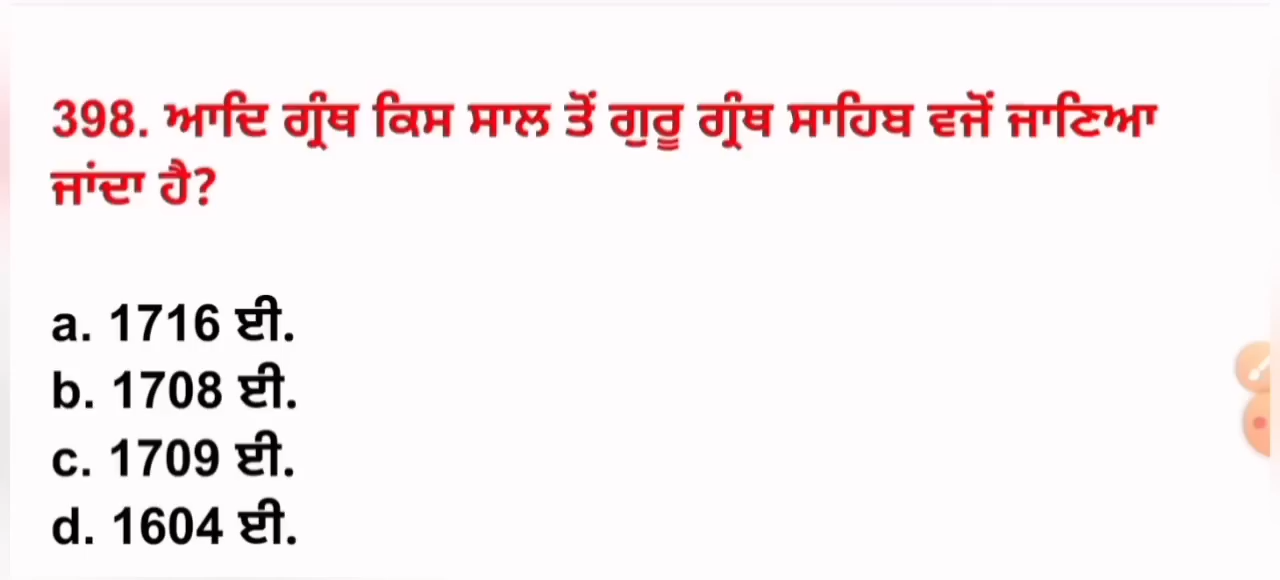 398. ਆਦਿ ਗ੍ਰੰਥ ਕਿਸ ਸਾਲ ਤੋਂ ਗੁਰੂ ਗ੍ਰੰਥ ਸਾਹਿਬ ਵਜੋਂ ਜਾਣਿਆ
ਜਾਂਦਾ ਹੈ?
a. 1716 ਈ.
b. 1708 ਈ.
c. 1709 ਈ.
d. 1604 ਈ.